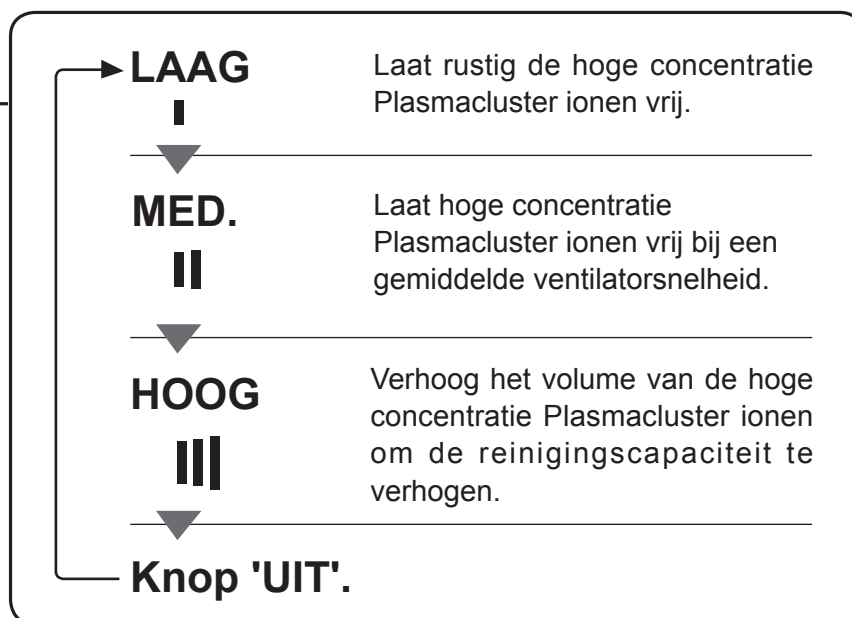 LAAG
Laat rustig de hoge concentratie
Plasmacluster ionen vrij.
MED.
Laat hoge concentratie
Plasmacluster ionen vrij bij een
gemiddelde ventilatorsnelheid.
HOOG
Verhoog het volume van de hoge
concentratie Plasmacluster ionen
om de reinigingscapaciteit te
verhogen.
Knop 'UIT'.